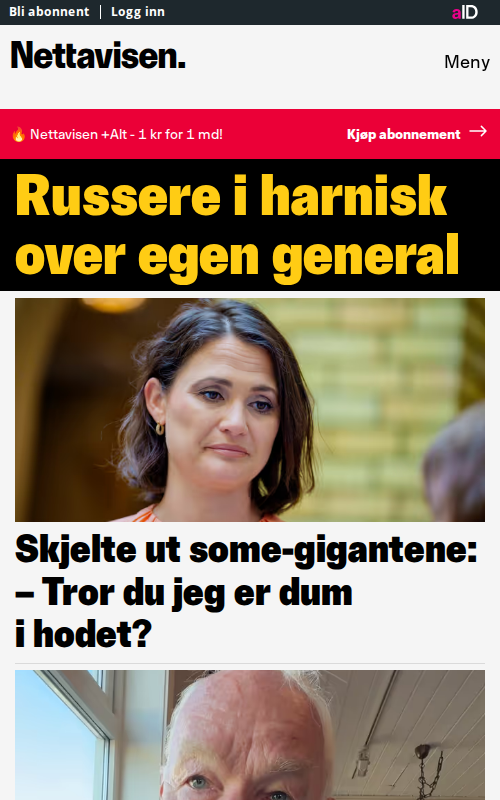 Bli abonnent | Logg inn
aID
Nettavisen.
Meny
🔥 Nettavisen +Alt - 1 kr for 1 md!
Kjøp abonnement →
Russere i harnisk
over egen general
Skjelte ut some-gigantene:
– Tror du jeg er dum
i hodet?